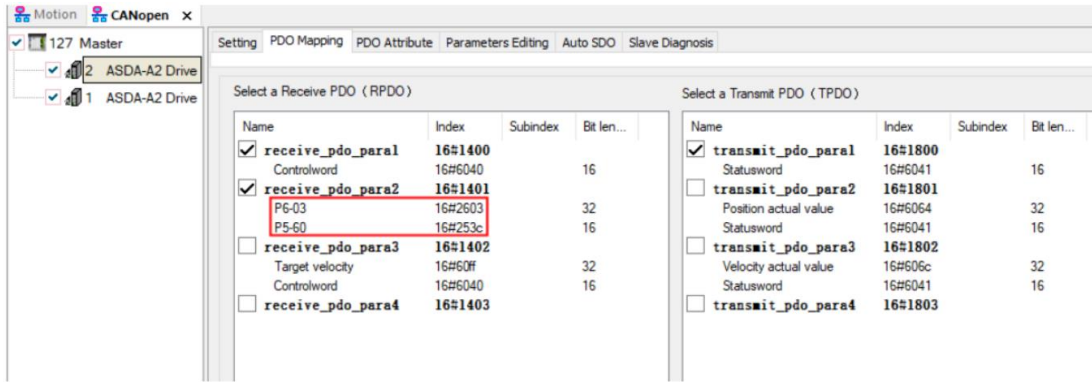 Motion CANopen x
127 Master
2 ASDA-A2 Drive
1 ASDA-A2 Drive
Setting PDO Mapping PDO Attribute Parameters Editing Auto SDO Slave Diagnosis
Select a Receive PDO (RPDO)
Name Index Subindex Bit len...
receive_pdo_para1 16#1400
Controlword 16#6040 16
receive_pdo_para2 16#1401
P6-03 16#2603 32
P5-60 16#253c 16
receive_pdo_para3 16#1402
Target velocity 16#60ff 32
Controlword 16#6040 16
receive_pdo_para4 16#1403
Select a Transmit PDO (TPDO)
Name Index Subindex Bit len...
transmit_pdo_para1 16#1800
Statusword 16#6041 16
transmit_pdo_para2 16#1801
Position actual value 16#6064 32
Statusword 16#6041 16
transmit_pdo_para3 16#1802
Velocity actual value 16#606c 32
Statusword 16#6041 16
transmit_pdo_para4 16#1803